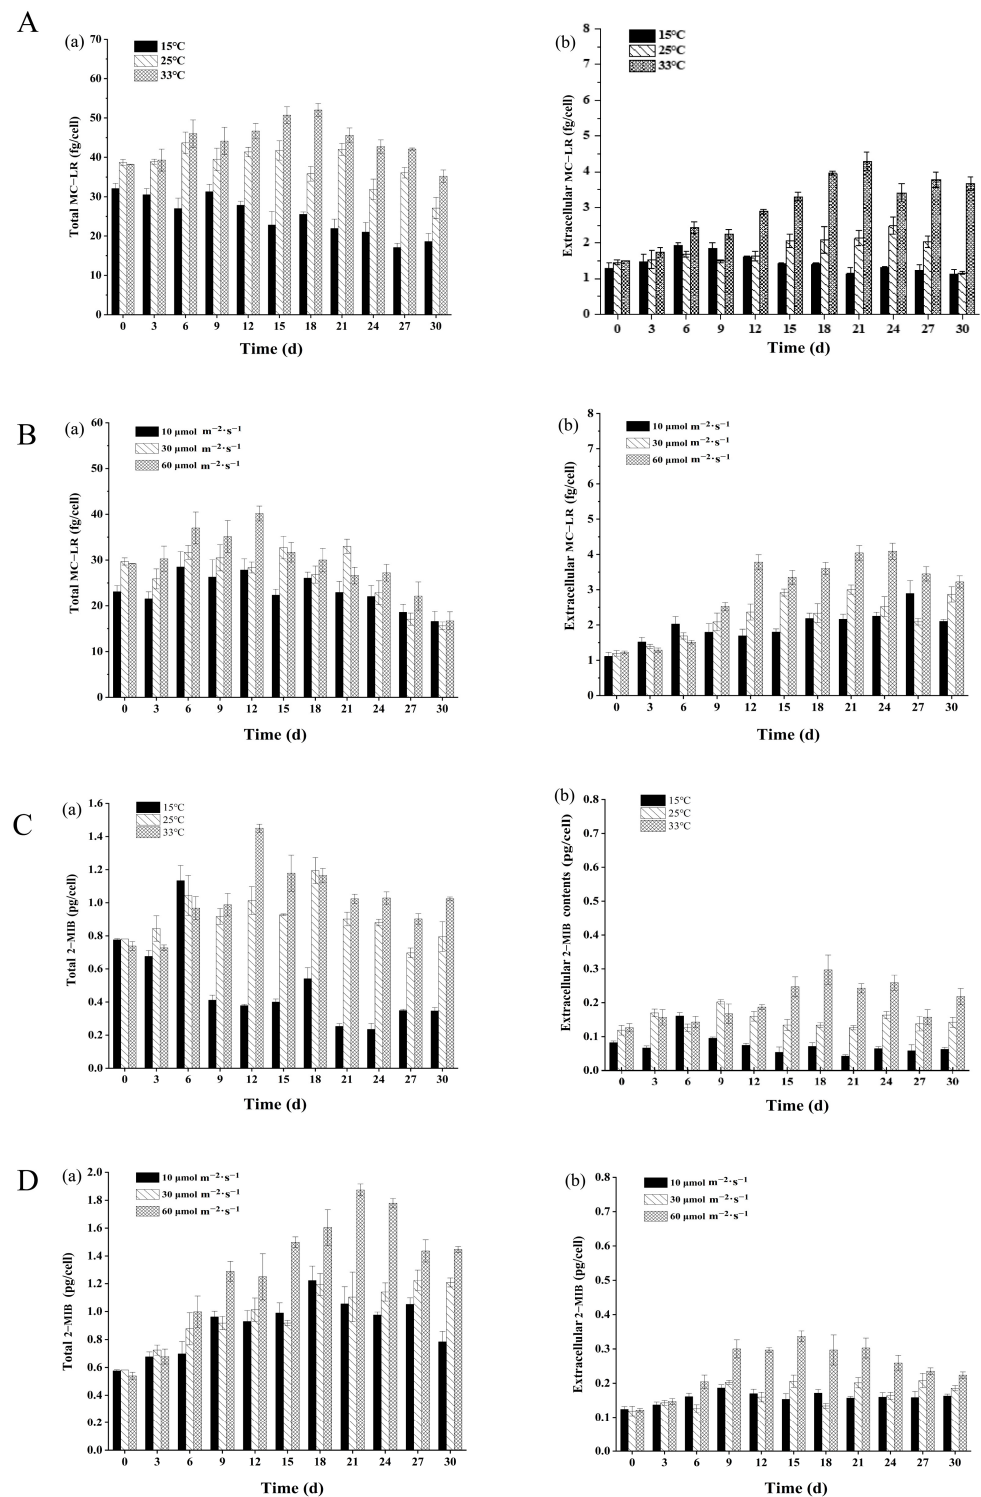 A
(a)
15°C
25°C
33°C
Total MC−LR (fg/cell)
70
60
50
40
30
20
10
0
0 3 6 9 12 15 18 21 24 27 30
Time (d)
(b)
15°C
25°C
33°C
Extracellular MC−LR (fg/cell)
8
7
6
5
4
3
2
1
0
0 3 6 9 12 15 18 21 24 27 30
Time (d)
B
(a)
10 μmol m−2·s−1
30 μmol m−2·s−1
60 μmol m−2·s−1
Total MC−LR (fg/cell)
60
50
40
30
20
10
0
0 3 6 9 12 15 18 21 24 27 30
Time (d)
(b)
10 μmol m−2·s−1
30 μmol m−2·s−1
60 μmol m−2·s−1
Extracellular MC−LR (fg/cell)
8
7
6
5
4
3
2
1
0
0 3 6 9 12 15 18 21 24 27 30
Time (d)
C
(a)
15°C
25°C
33°C
Total 2−MIB (pg/cell)
1.6
1.4
1.2
1.0
0.8
0.6
0.4
0.2
0.0
0 3 6 9 12 15 18 21 24 27 30
Time (d)
(b)
15°C
25°C
33°C
Extracellular 2−MIB contents (pg/cell)
0.8
0.7
0.6
0.5
0.4
0.3
0.2
0.1
0.0
0 3 6 9 12 15 18 21 24 27 30
Time (d)
D
(a)
10 μmol m−2·s−1
30 μmol m−2·s−1
60 μmol m−2·s−1
Total 2−MIB (pg/cell)
2.0
1.8
1.6
1.4
1.2
1.0
0.8
0.6
0.4
0.2
0.0
0 3 6 9 12 15 18 21 24 27 30
Time (d)
(b)
10 μmol m−2·s−1
30 μmol m−2·s−1
60 μmol m−2·s−1
Extracellular 2−MIB (pg/cell)
0.8
0.7
0.6
0.5
0.4
0.3
0.2
0.1
0.0
0 3 6 9 12 15 18 21 24 27 30
Time (d)